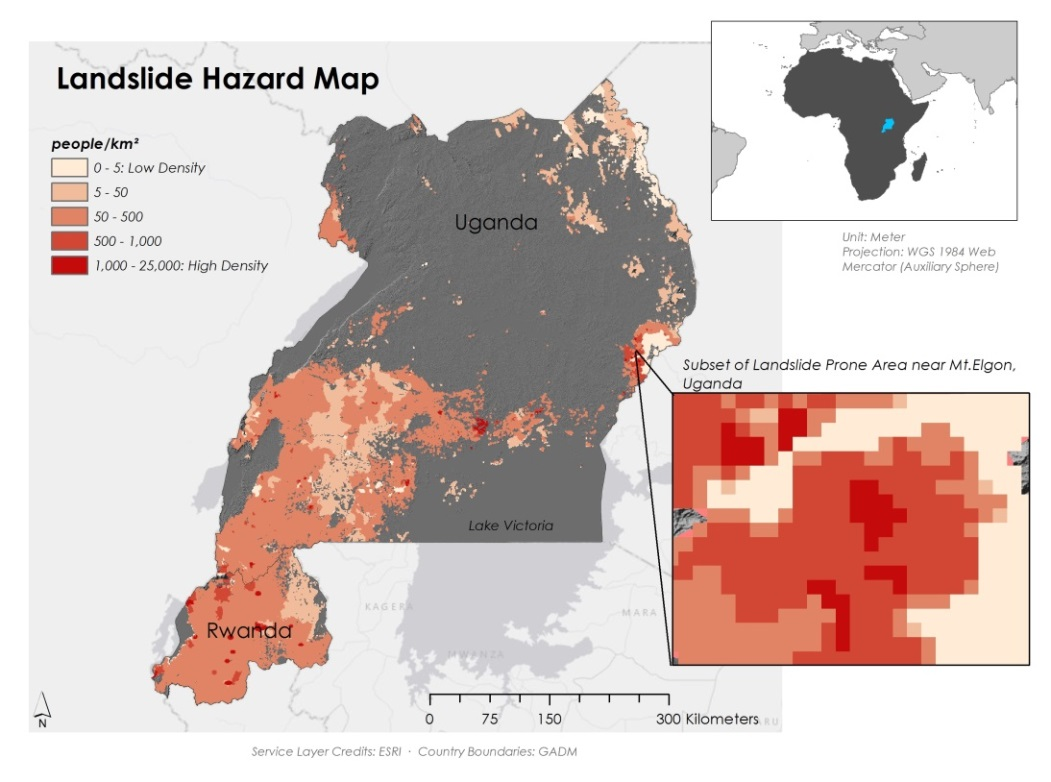 Landslide Hazard Map
people/km²
0 - 5: Low Density
5 - 50
50 - 500
500 - 1,000
1,000 - 25,000: High Density
Uganda
Unit: Meter
Projection: WGS 1984 Web
Mercator (Auxiliary Sphere)
Subset of Landslide Prone Area near Mt.Elgon,
Uganda
Lake Victoria
KAGERA
MARA
Rwanda
MWANZA
N
0 75 150 300 Kilometers
Service Layer Credits: ESRI · Country Boundaries: GADM